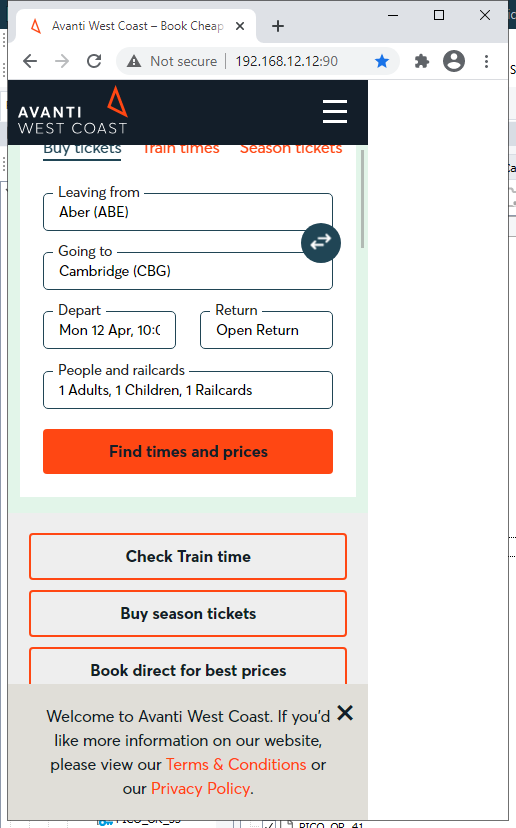 Avanti West Coast – Book Cheap
Not secure | 192.168.12.12:90
AVANTI
WEST COAST
Buy tickets Train times Season tickets
Leaving from
Aber (ABE)
Going to
Cambridge (CBG)
Depart Return
Mon 12 Apr, 10:0 Open Return
People and railcards
1 Adults, 1 Children, 1 Railcards
Find times and prices
Check Train time
Buy season tickets
Book direct for best prices
Welcome to Avanti West Coast. If you'd
like more information on our website,
please view our Terms & Conditions or
our Privacy Policy.